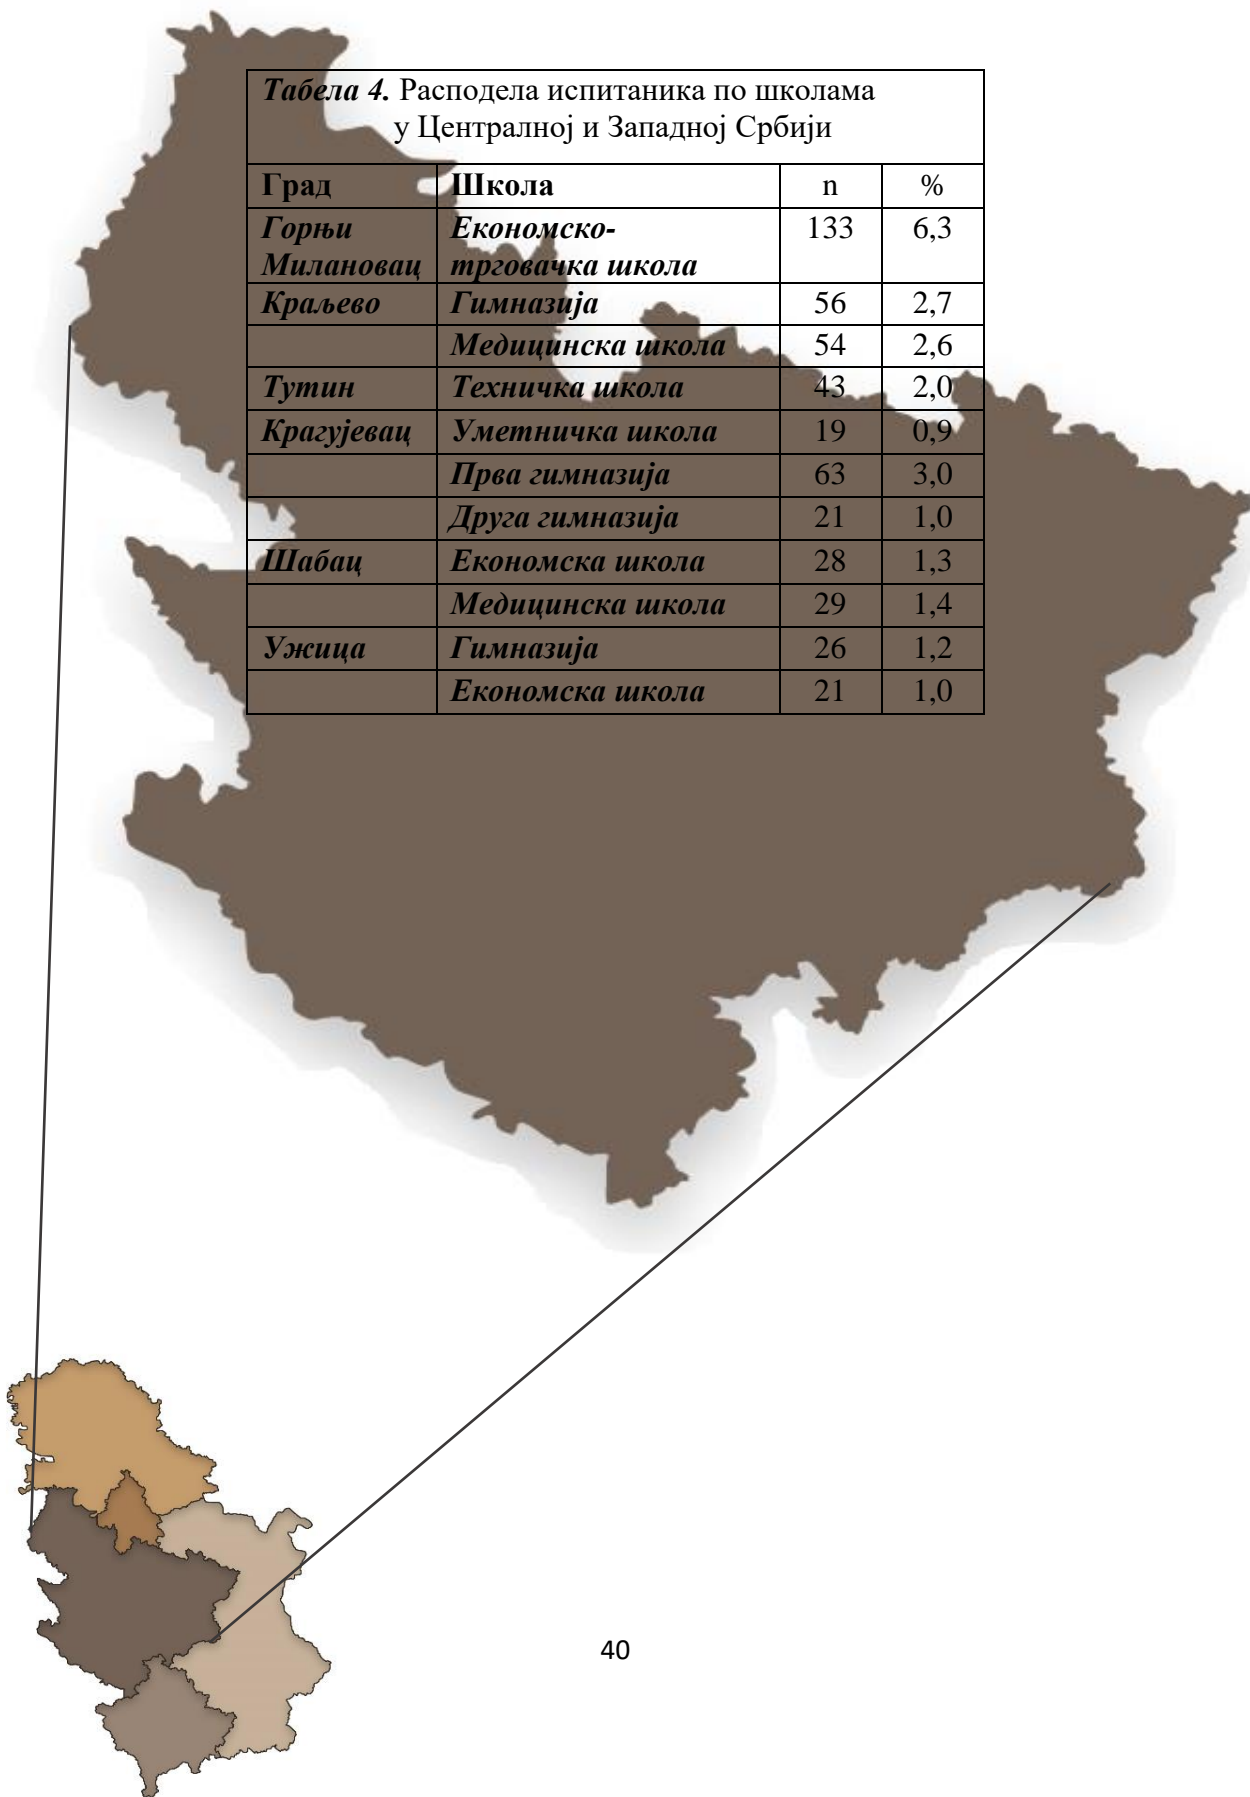 Табела 4. Расподела испитаника по школама
у Централној и Западној Србији
Град Школа n %
Горњи Милановац Економско-трговачка школа 133 6,3
Краљево Гимназија 56 2,7
Медицинска школа 54 2,6
Тутин Техничка школа 43 2,0
Крагујевац Уметничка школа 19 0,9
Прва гимназија 63 3,0
Друга гимназија 21 1,0
Шабац Економска школа 28 1,3
Медицинска школа 29 1,4
Ужица Гимназија 26 1,2
Економска школа 21 1,0
40